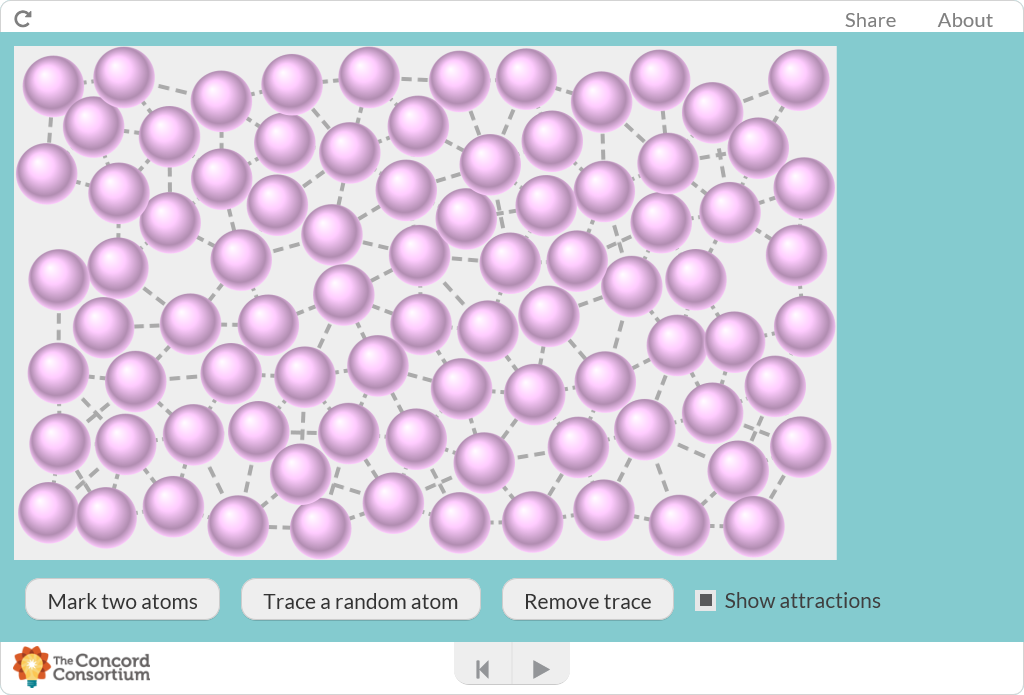 Share About
Mark two atoms Trace a random atom Remove trace Show attractions
The Concord
Consortium